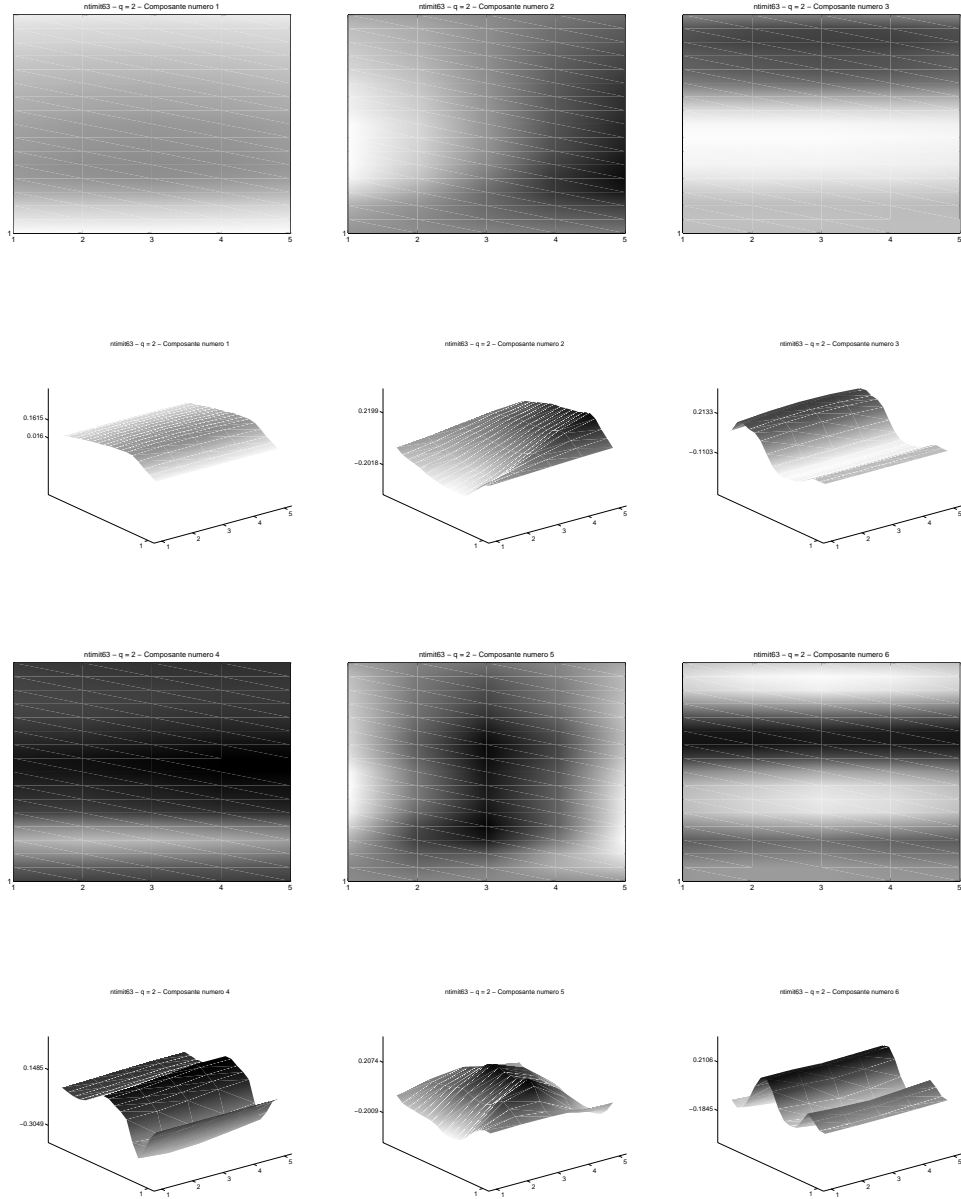 ntimit63 – q = 2 – Composante numero 1
ntimit63 – q = 2 – Composante numero 2
ntimit63 – q = 2 – Composante numero 3
1
1
1
1 2 3 4 5
1 2 3 4 5
1 2 3 4 5
ntimit63 – q = 2 – Composante numero 1
ntimit63 – q = 2 – Composante numero 2
ntimit63 – q = 2 – Composante numero 3
0.1615
0.016
1
1 2 3 4 5
0.2199
−0.2018
1
1 2 3 4 5
0.2133
−0.1103
1
1 2 3 4 5
ntimit63 – q = 2 – Composante numero 4
ntimit63 – q = 2 – Composante numero 5
ntimit63 – q = 2 – Composante numero 6
1
1
1
1 2 3 4 5
1 2 3 4 5
1 2 3 4 5
ntimit63 – q = 2 – Composante numero 4
ntimit63 – q = 2 – Composante numero 5
ntimit63 – q = 2 – Composante numero 6
0.1485
−0.3049
1
1 2 3 4 5
0.2074
−0.2009
1
1 2 3 4 5
0.2106
−0.1845
1
1 2 3 4 5